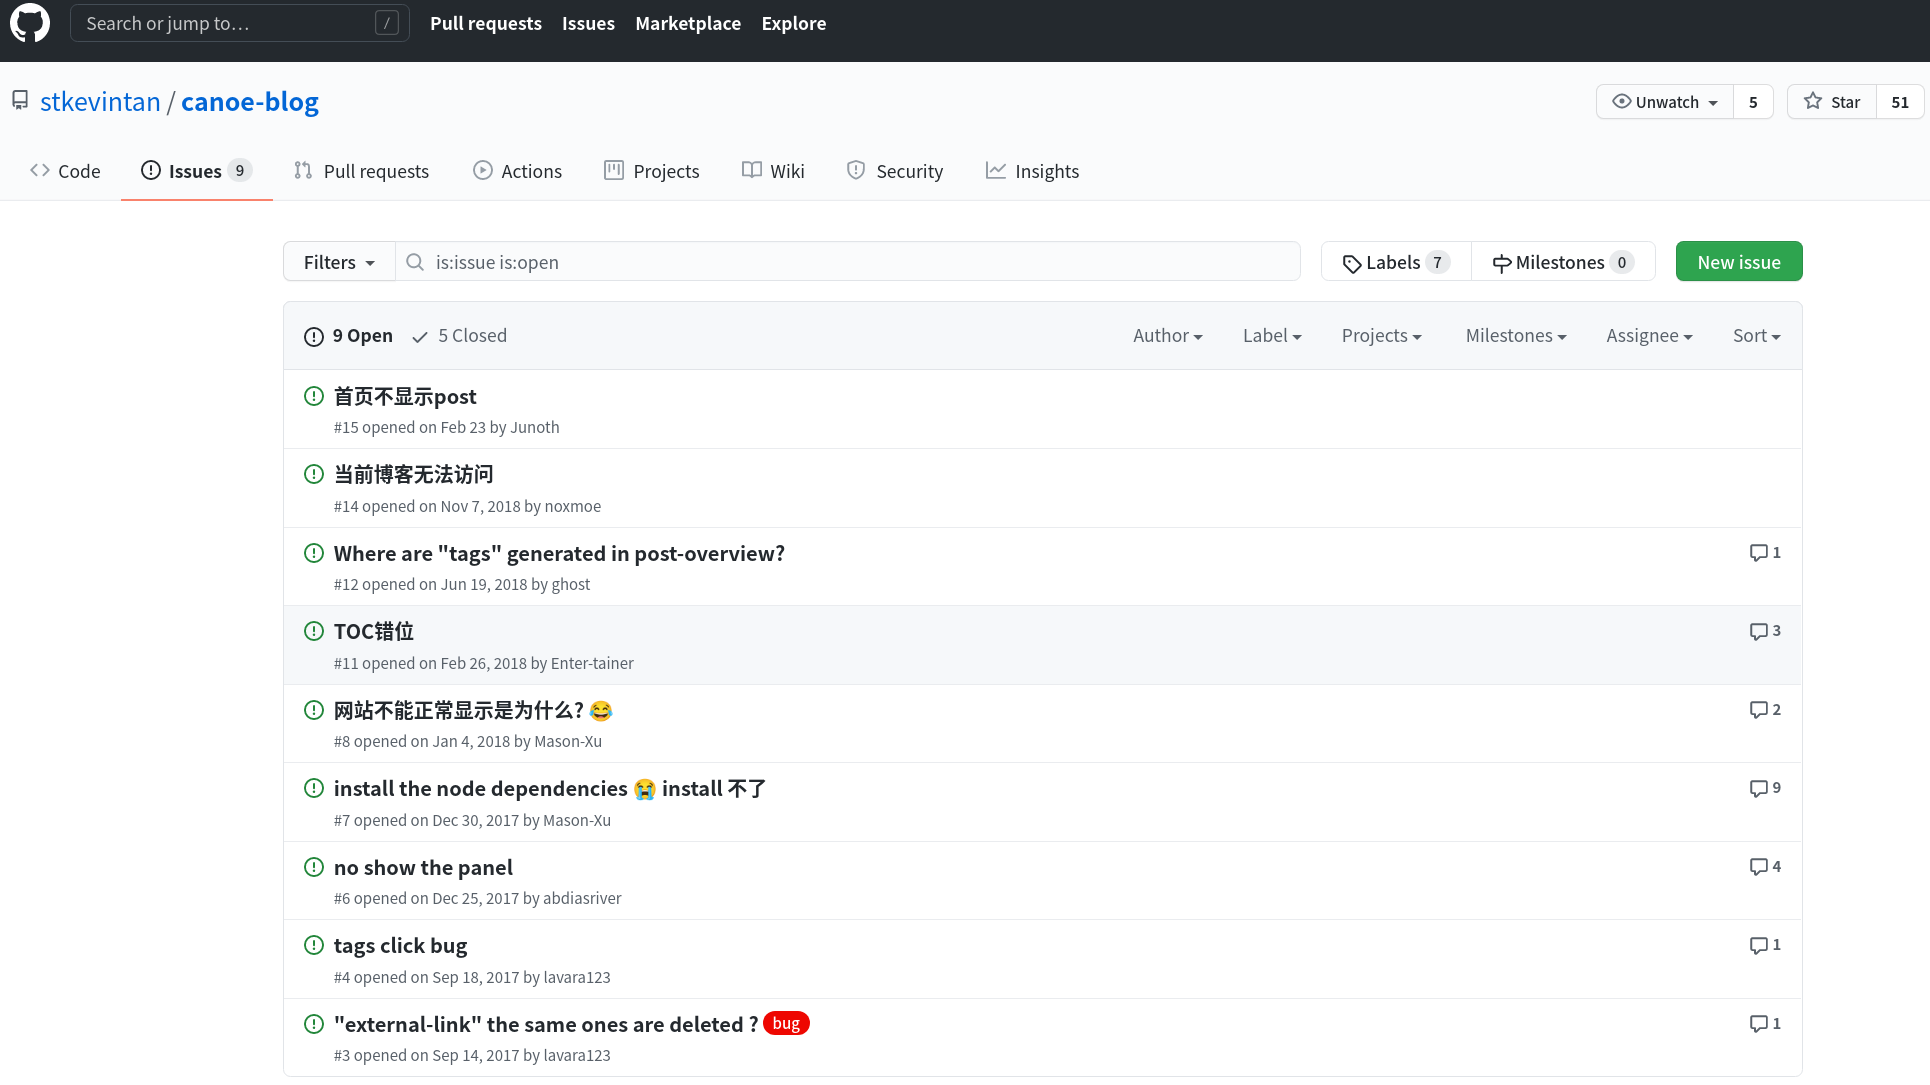 Search or jump to… /
Pull requests Issues Marketplace Explore
stkevintan / canoe-blog
Unwatch 5 Star 51
Code Issues 9 Pull requests Actions Projects Wiki Security Insights
Filters is:issue is:open Labels 7 Milestones 0 New issue
9 Open 5 Closed Author Label Projects Milestones Assignee Sort
首页不显示post
#15 opened on Feb 23 by Junoth
当前博客无法访问
#14 opened on Nov 7, 2018 by noxmoe
Where are "tags" generated in post-overview? 1
#12 opened on Jun 19, 2018 by ghost
TOC错位 3
#11 opened on Feb 26, 2018 by Enter-tainer
网站不能正常显示是为什么? 😂 2
#8 opened on Jan 4, 2018 by Mason-Xu
install the node dependencies 😭 install 不了 9
#7 opened on Dec 30, 2017 by Mason-Xu
no show the panel 4
#6 opened on Dec 25, 2017 by abdiasriver
tags click bug 1
#4 opened on Sep 18, 2017 by lavara123
"external-link" the same ones are deleted ? bug 1
#3 opened on Sep 14, 2017 by lavara123